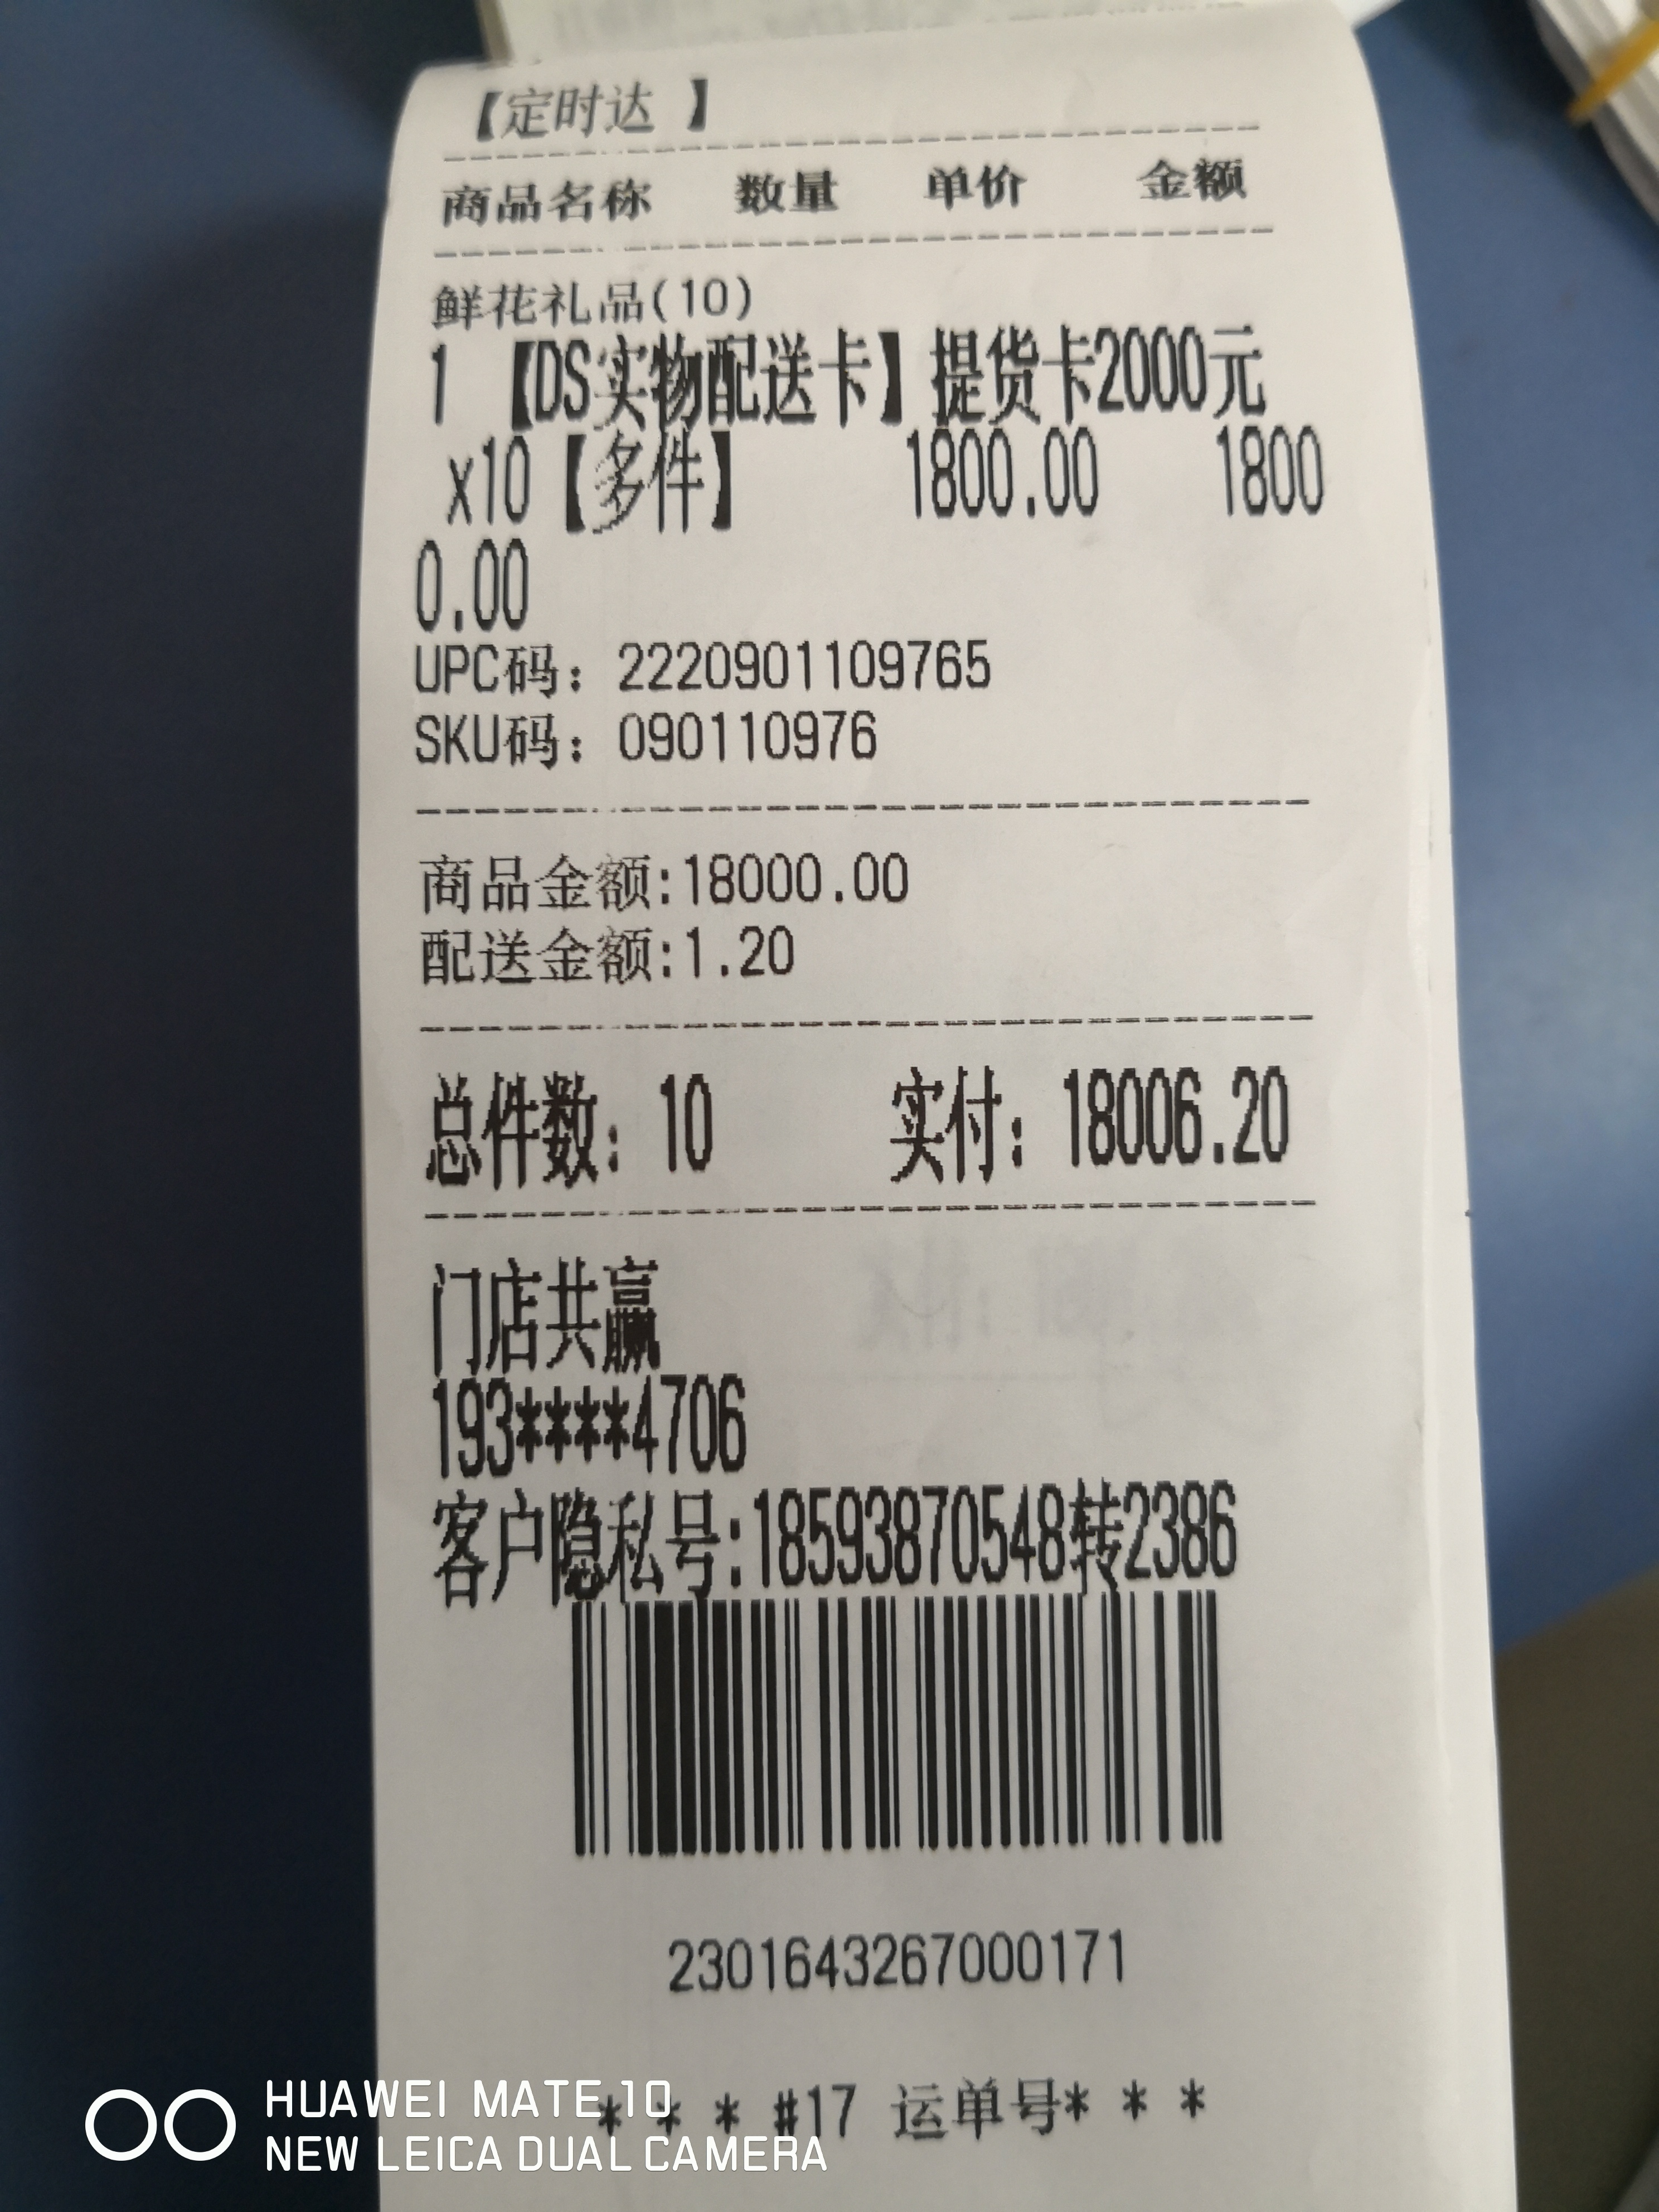 【定时达 】
商品名称 数量 单价 金额
鲜花礼品(10)
1 【DS实物配送卡】提货卡2000元
x10【多件】 1800.00 1800
0.00
UPC码：2220901109765
SKU码：090110976
商品金额:18000.00
配送金额:1.20
总件数：10 实付：18006.20
门店共赢
193****4706
客户隐私号:18593870548转2386
2301643267000171
* * * #17 运单号* * *
HUAWEI MATE 10
NEW LEICA DUAL CAMERA